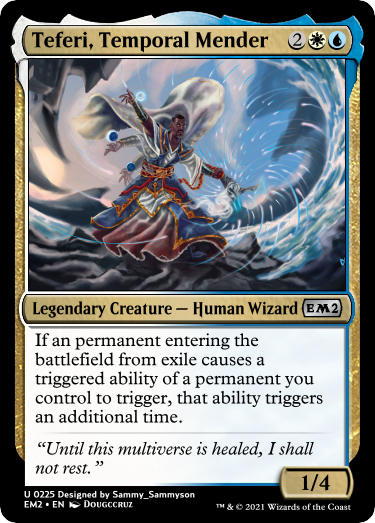 Teferi, Temporal Mender 2
Legendary Creature — Human Wizard EM2
If an permanent entering the
battlefield from exile causes a
triggered ability of a permanent you
control to trigger, that ability triggers
an additional time.
“Until this multiverse is healed, I shall
not rest.”
1/4
U 0225 Designed by Sammy_Sammyson
EM2 • EN Dougccruz
™ & © 2021 Wizards of the Coast